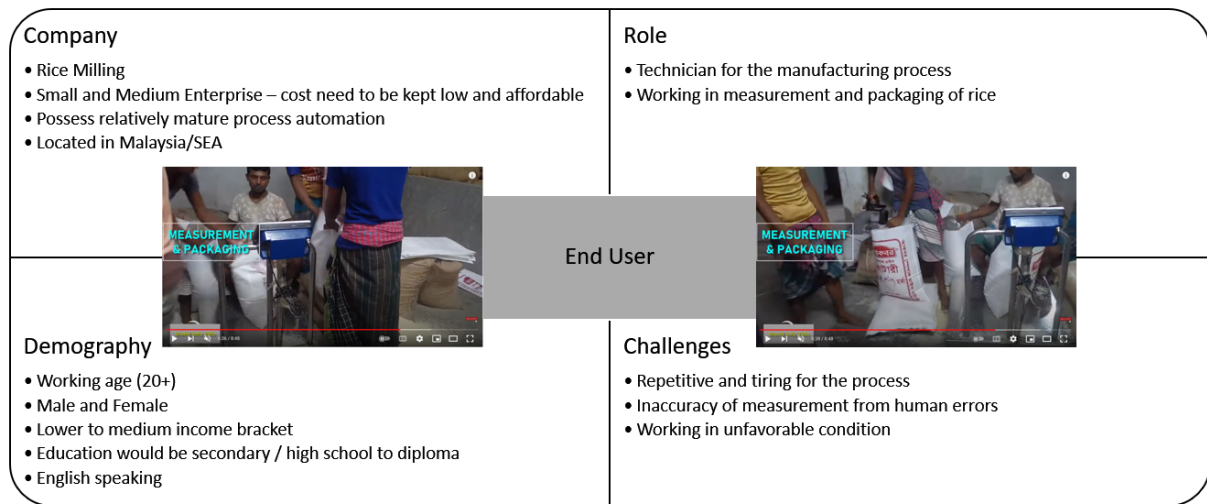 Company
• Rice Milling
• Small and Medium Enterprise – cost need to be kept low and affordable
• Possess relatively mature process automation
• Located in Malaysia/SEA
Role
• Technician for the manufacturing process
• Working in measurement and packaging of rice
MEASUREMENT
& PACKAGING
End User
MEASUREMENT
& PACKAGING
Demography
• Working age (20+)
• Male and Female
• Lower to medium income bracket
• Education would be secondary / high school to diploma
• English speaking
Challenges
• Repetitive and tiring for the process
• Inaccuracy of measurement from human errors
• Working in unfavorable condition